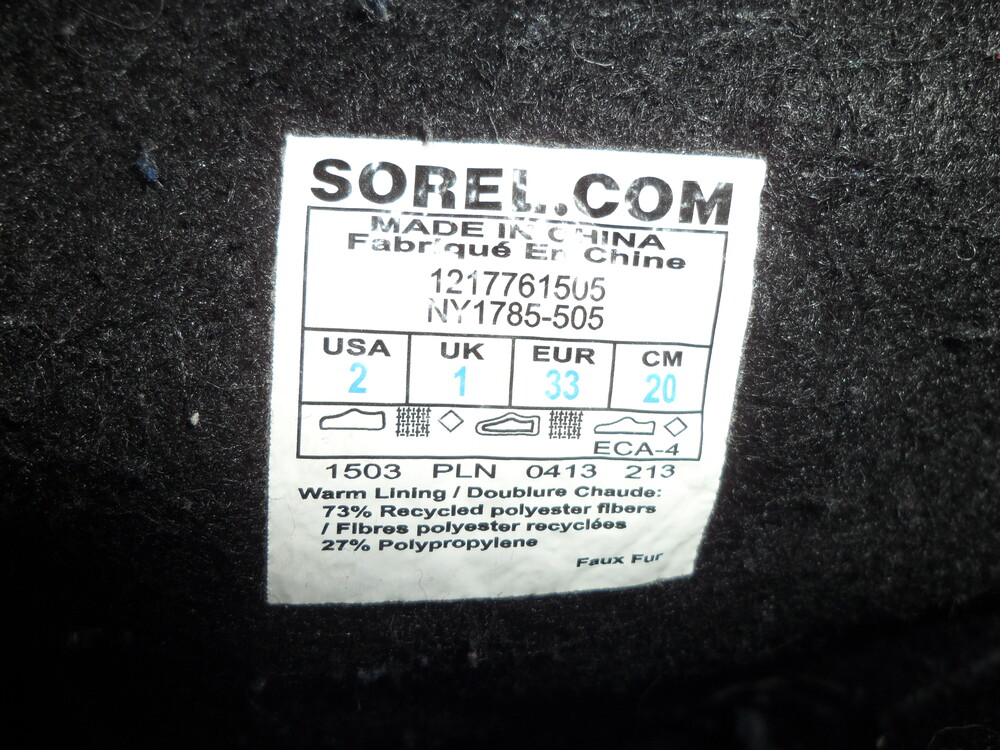 SOREL.COM
MADE IN CHINA
Fabriqué En Chine
1217761505
NY1785-505
USA UK EUR CM
2 1 33 20
ECA-4
1503 PLN 0413 213
Warm Lining / Doublure Chaude:
73% Recycled polyester fibers
/ Fibres polyester recyclées
27% Polypropylene
Faux Fur